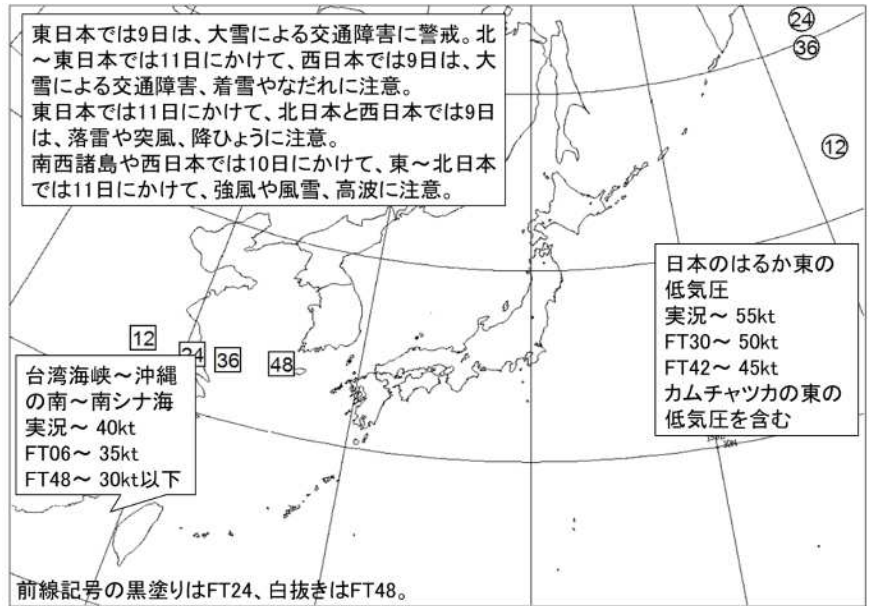 東日本では9日は、大雪による交通障害に警戒。北
～東日本では11日にかけて、西日本では9日は、大
雪による交通障害、着雪やなだれに注意。
東日本では11日にかけて、北日本と西日本では9日
は、落雷や突風、降ひょうに注意。
南西諸島や西日本では10日にかけて、東～北日本
では11日にかけて、強風や風雪、高波に注意。
24
36
12
日本のはるか東の
低気圧
実況～ 55kt
FT30～ 50kt
FT42～ 45kt
カムチャツカの東の
低気圧を含む
12
24
36
48
台湾海峡～沖縄
の南～南シナ海
実況～ 40kt
FT06～ 35kt
FT48～ 30kt以下
前線記号の黒塗りはFT24、白抜きはFT48。